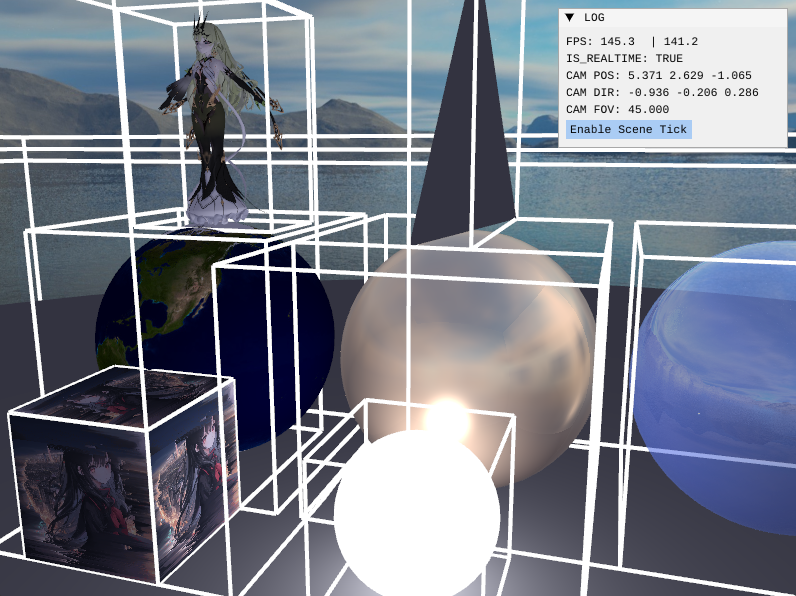 LOG
FPS: 145.3 | 141.2
IS_REALTIME: TRUE
CAM POS: 5.371 2.629 -1.065
CAM DIR: -0.936 -0.206 0.286
CAM FOV: 45.000
Enable Scene Tick